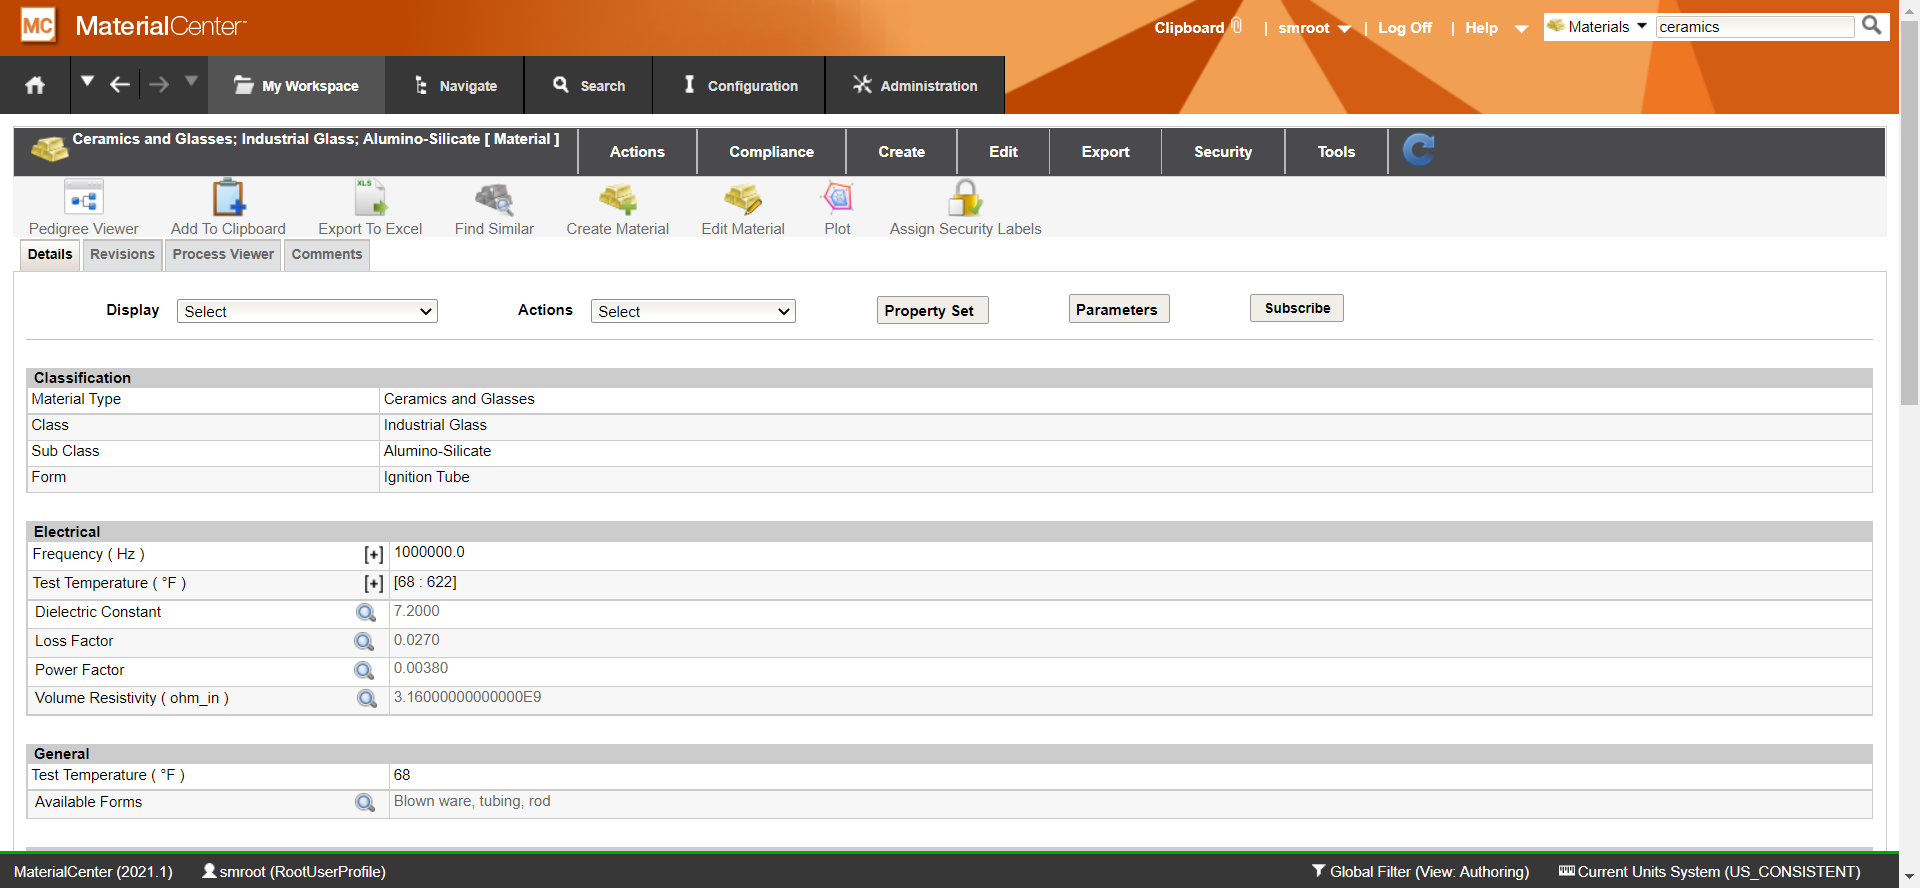 MC MaterialCenter
Clipboard | smroot | Log Off | Help Materials ceramics
My Workspace Navigate Search Configuration Administration
Ceramics and Glasses; Industrial Glass; Alumino-Silicate [ Material ] Actions Compliance Create Edit Export Security Tools
XLS
Pedigree Viewer Add To Clipboard Export To Excel Find Similar Create Material Edit Material Plot Assign Security Labels
Details Revisions Process Viewer Comments
Display Select Actions Select Property Set Parameters Subscribe
Classification
Material Type Ceramics and Glasses
Class Industrial Glass
Sub Class Alumino-Silicate
Form Ignition Tube
Electrical
Frequency ( Hz ) [+] 1000000.0
Test Temperature ( °F ) [+] [68 : 622]
Dielectric Constant 7.2000
Loss Factor 0.0270
Power Factor 0.00380
Volume Resistivity ( ohm_in ) 3.16000000000000E9
General
Test Temperature ( °F ) 68
Available Forms Blown ware, tubing, rod
MaterialCenter (2021.1) smroot (RootUserProfile) Global Filter (View: Authoring) Current Units System (US_CONSISTENT)